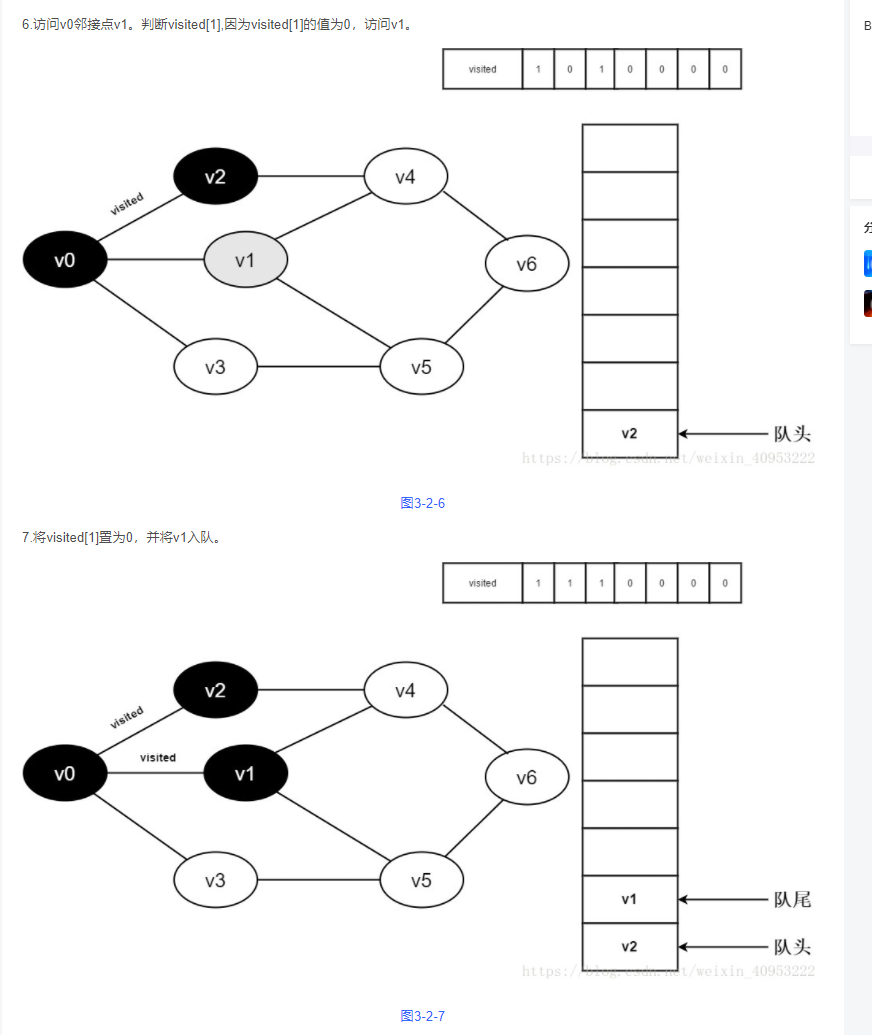 6.访问v0邻接点v1。判断visited[1],因为visited[1]的值为0，访问v1。
visited 1 0 1 0 0 0 0
v2
v4
visited
v0
v1
v6
v3
v5
v2 队头
https://blog.csdn.net/weixin_40953222
图3-2-6
7.将visited[1]置为0，并将v1入队。
visited 1 1 1 0 0 0 0
v2
v4
visited
visited
v0
v1
v6
v3
v5
v1 队尾
v2 队头
https://blog.csdn.net/weixin_40953222
图3-2-7